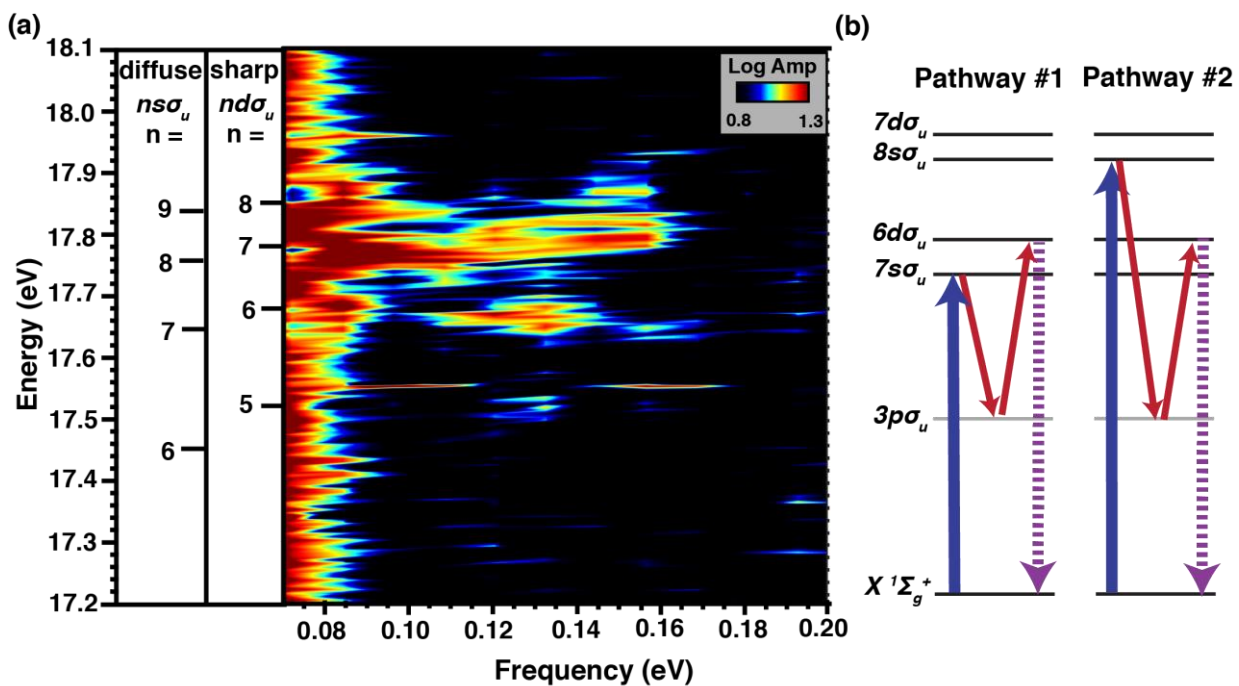 (a)
18.1
18.0
17.9
17.8
17.7
17.6
17.5
17.4
17.3
17.2
Energy (eV)
diffuse
nsσu
n =
9
8
7
6
sharp
ndσu
n =
8
7
6
5
Log Amp
0.8 1.3
0.08 0.10 0.12 0.14 0.16 0.18 0.20
Frequency (eV)
(b)
Pathway #1 Pathway #2
7dσu
8sσu
6dσu
7sσu
3pσu
X ¹Σg⁺